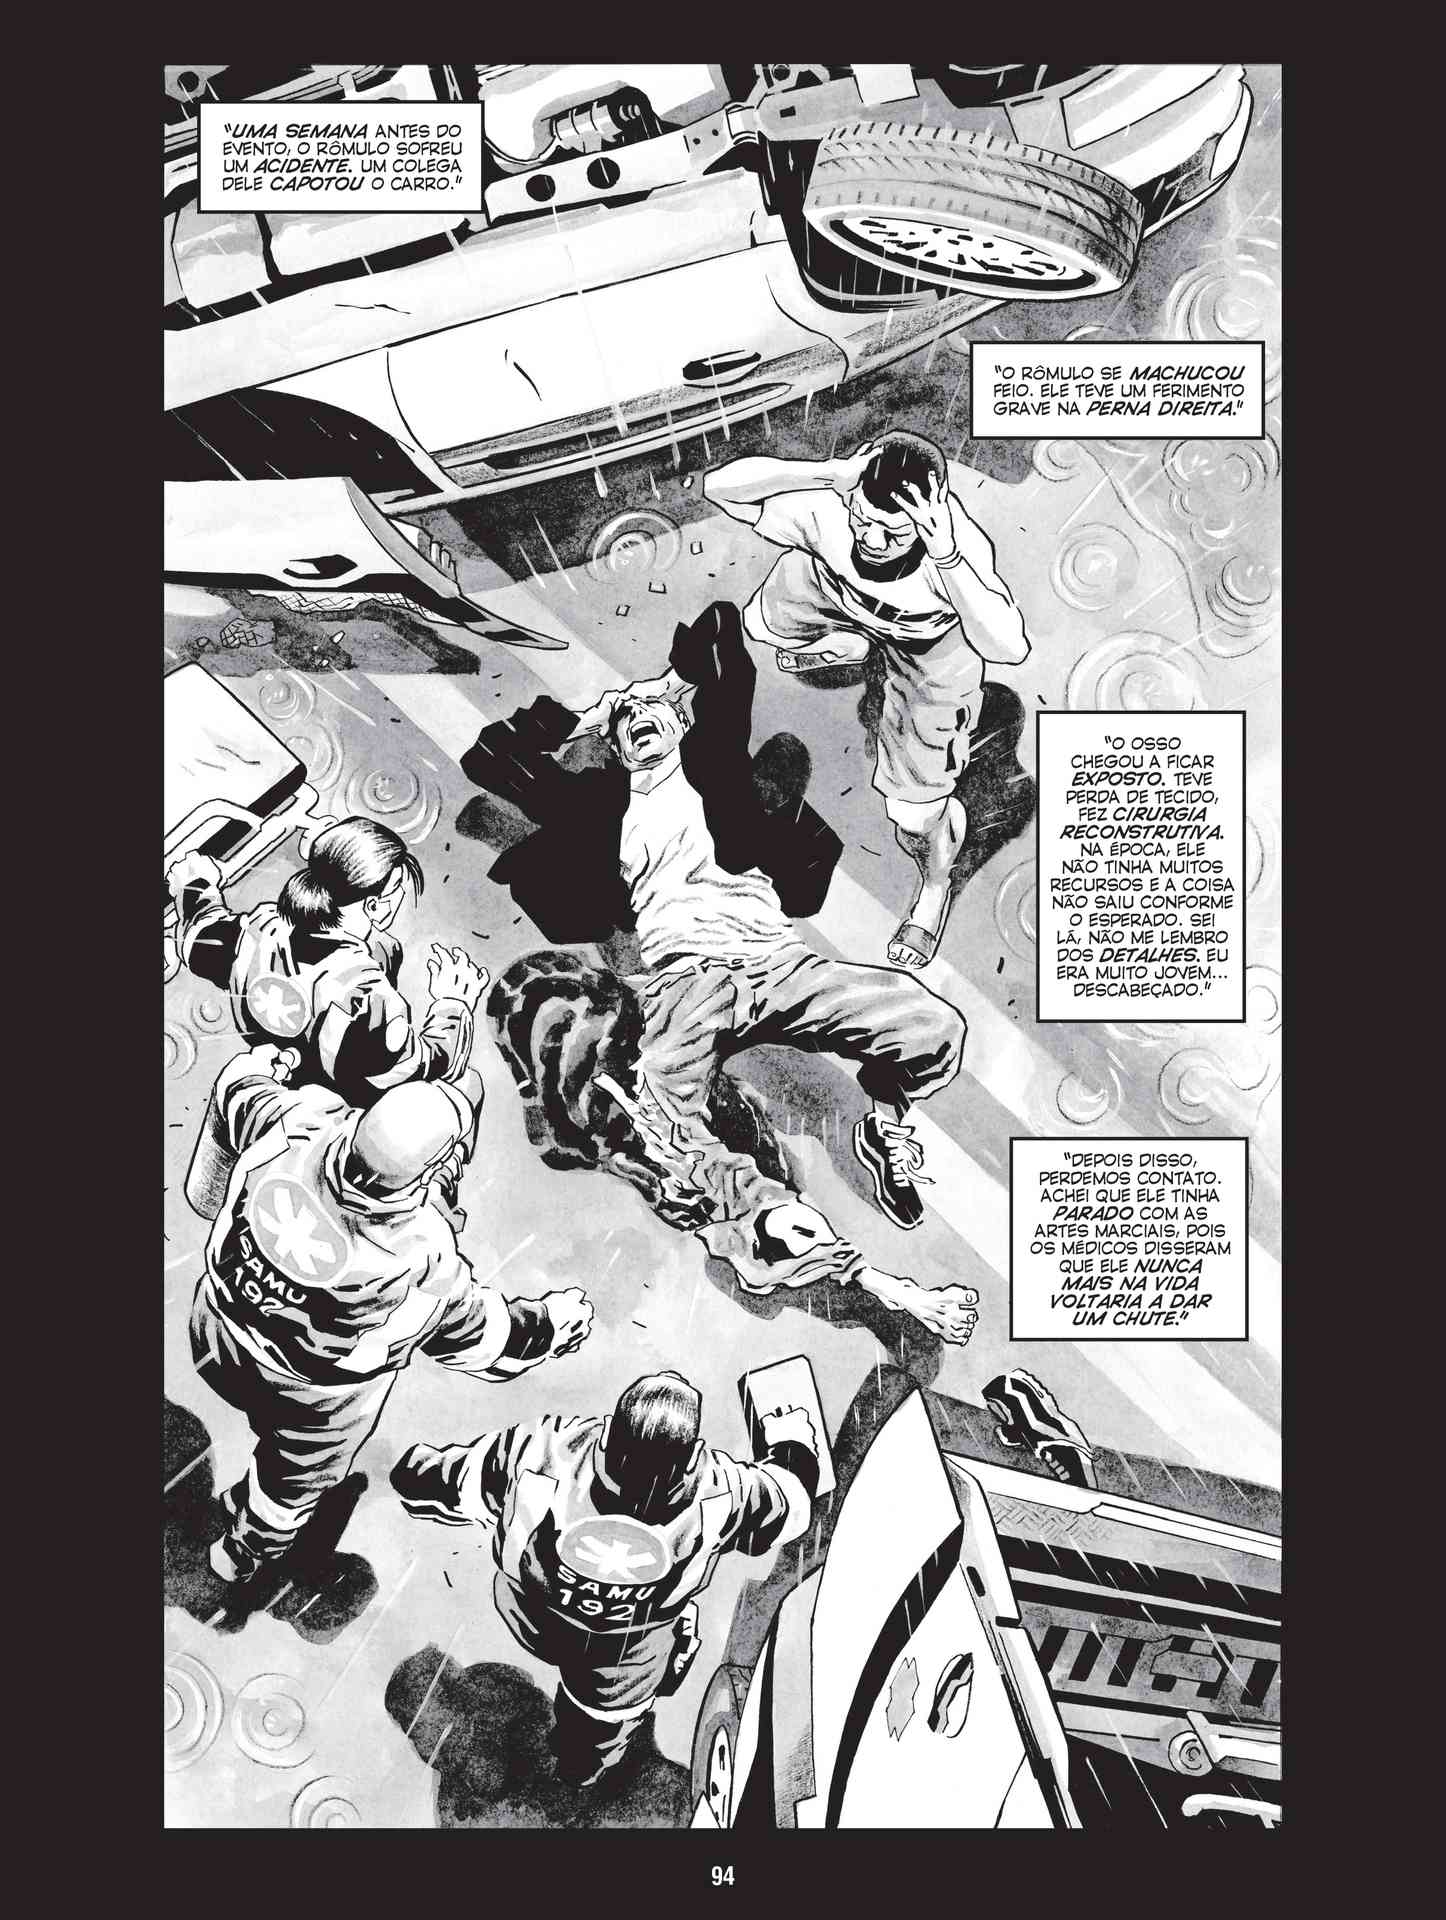 "UMA SEMANA ANTES DO
EVENTO, O RÔMULO SOFREU
UM ACIDENTE. UM COLEGA
DELE CAPOTOU O CARRO."
"O RÔMULO SE MACHUCOU
FEIO. ELE TEVE UM FERIMENTO
GRAVE NA PERNA DIREITA."
"O OSSO
CHEGOU A FICAR
EXPOSTO. TEVE
PERDA DE TECIDO,
FEZ CIRURGIA
RECONSTRUTIVA.
NA ÉPOCA, ELE
NÃO TINHA MUITOS
RECURSOS E A COISA
NÃO SAIU CONFORME
O ESPERADO. SEI
LÁ, NÃO ME LEMBRO
DOS DETALHES. EU
ERA MUITO JOVEM...
DESCABEÇADO."
"DEPOIS DISSO,
PERDEMOS CONTATO.
ACHEI QUE ELE TINHA
PARADO COM AS
ARTES MARCIAIS, POIS
OS MÉDICOS DISSERAM
QUE ELE NUNCA
MAIS NA VIDA
VOLTARIA A DAR
UM CHUTE."
SAMU
192
SAMU
192
94